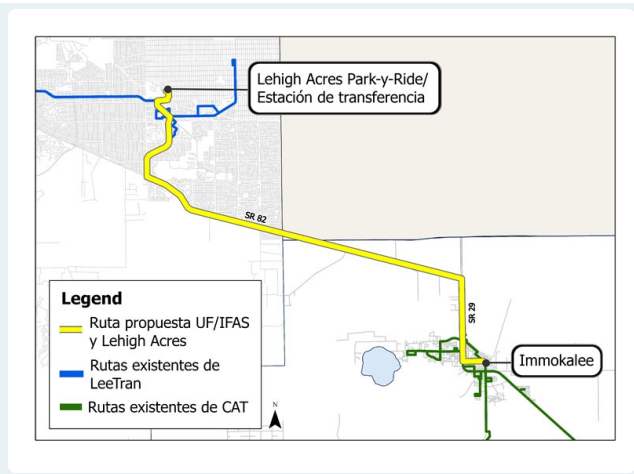 Lehigh Acres Park-y-Ride/
Estación de transferencia
SR 82
SR 29
Immokalee
Legend
Ruta propuesta UF/IFAS
y Lehigh Acres
Rutas existentes de
LeeTran
Rutas existentes de CAT
N